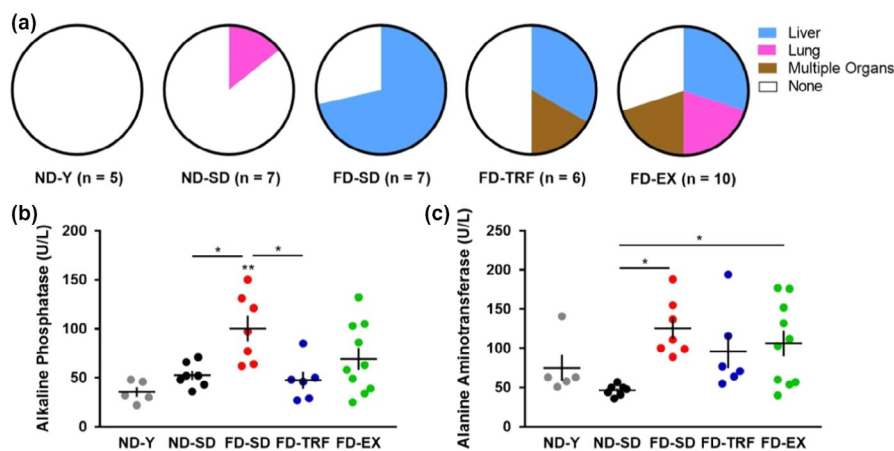 (a)
Liver
Lung
Multiple Organs
None
ND-Y (n = 5) ND-SD (n = 7) FD-SD (n = 7) FD-TRF (n = 6) FD-EX (n = 10)
(b)
Alkaline Phosphatase (U/L)
200
150
100
50
0
* *
**
ND-Y ND-SD FD-SD FD-TRF FD-EX
(c)
Alanine Aminotransferase (U/L)
250
200
150
100
50
0
*
*
ND-Y ND-SD FD-SD FD-TRF FD-EX